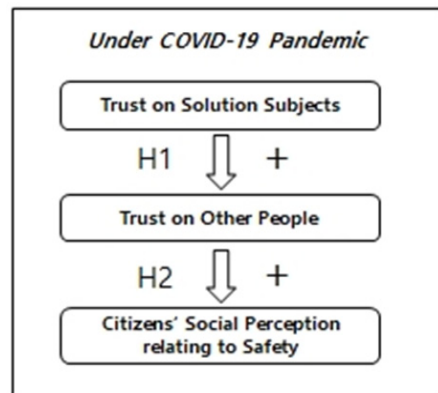 Under COVID-19 Pandemic
Trust on Solution Subjects
H1 +
Trust on Other People
H2 +
Citizens' Social Perception
relating to Safety